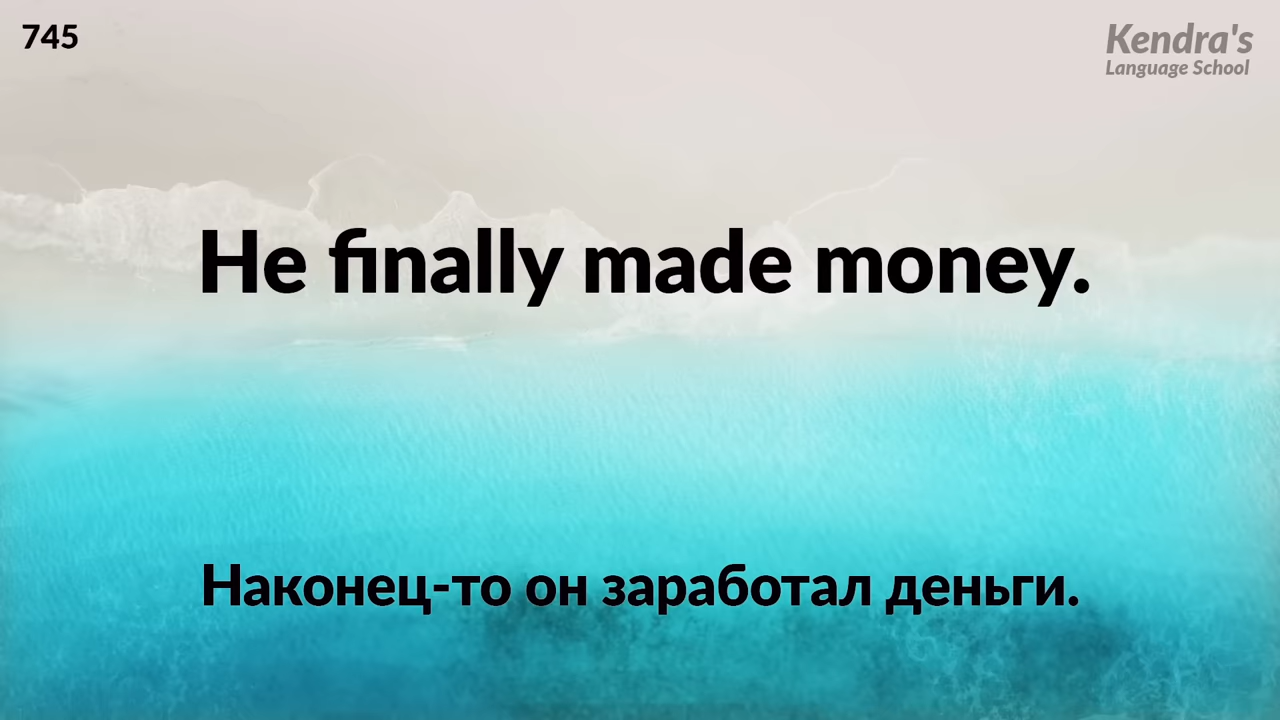 745
Kendra's
Language School
He finally made money.
Наконец-то он заработал деньги.